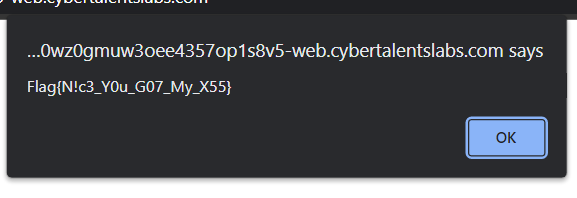 web.cybertalentslabs.com
...0wz0gmuw3oee4357op1s8v5-web.cybertalentslabs.com says
Flag{N!c3_Y0u_G07_My_X55}
OK